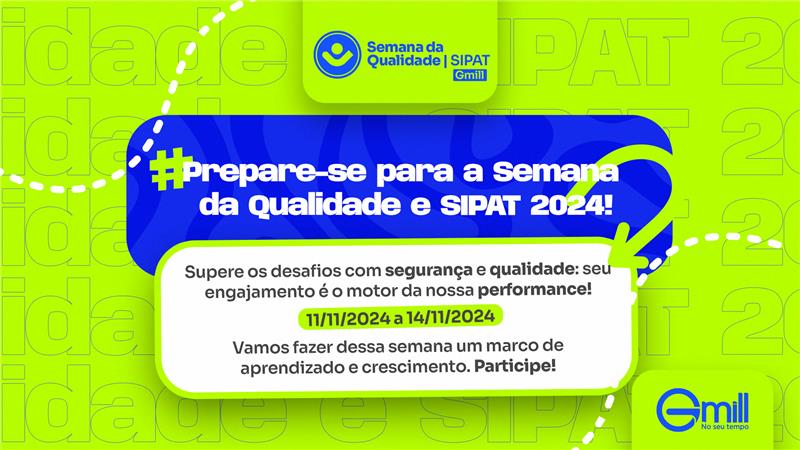 Semana da
Qualidade | SIPAT
Gmill
#Prepare-se para a Semana
da Qualidade e SIPAT 2024!
Supere os desafios com segurança e qualidade: seu
engajamento é o motor da nossa performance!
11/11/2024 a 14/11/2024
Vamos fazer dessa semana um marco de
aprendizado e crescimento. Participe!
Gmill
No seu tempo